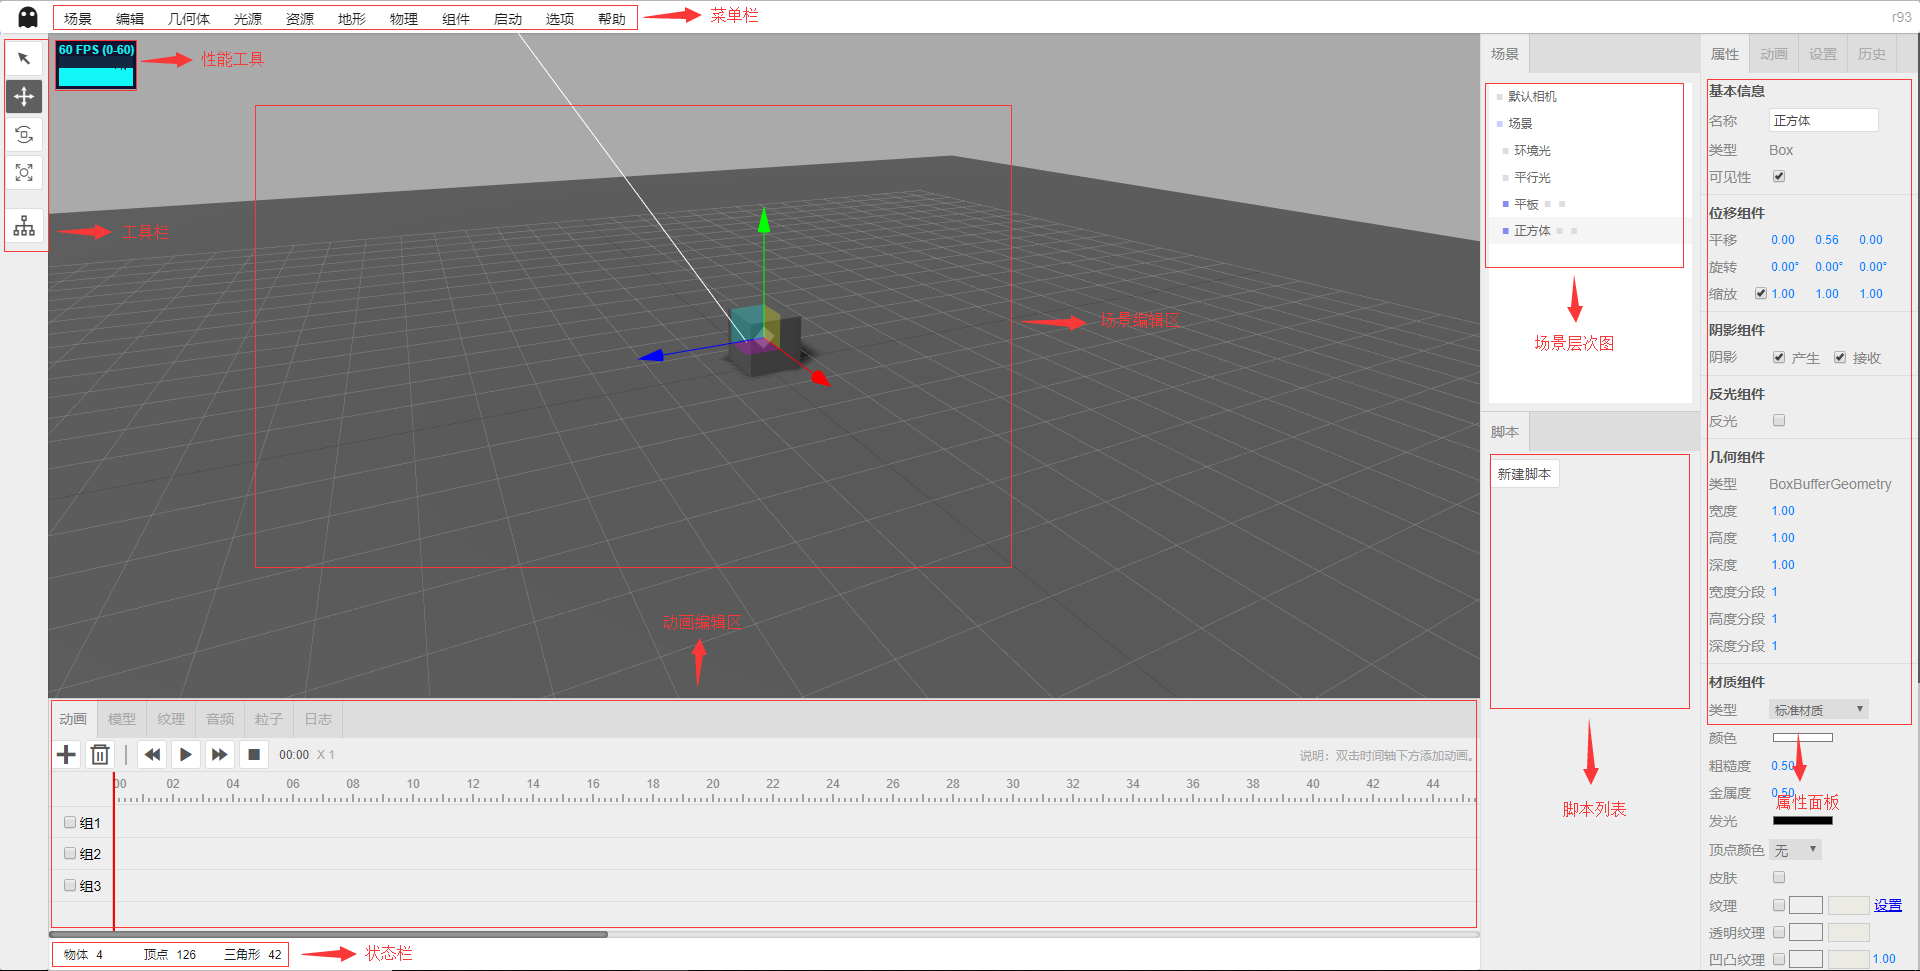 场景 编辑 几何体 光源 资源 地形 物理 组件 启动 选项 帮助
菜单栏
r93
60 FPS (0-60)
性能工具
工具栏
场景编辑区
动画编辑区
场景
默认相机
场景
环境光
平行光
平板
正方体
场景层次图
脚本
新建脚本
脚本列表
属性 动画 设置 历史
基本信息
名称 正方体
类型 Box
可见性
位移组件
平移 0.00 0.56 0.00
旋转 0.00° 0.00° 0.00°
缩放 1.00 1.00 1.00
阴影组件
阴影 产生 接收
反光组件
反光
几何组件
类型 BoxBufferGeometry
宽度 1.00
高度 1.00
深度 1.00
宽度分段 1
高度分段 1
深度分段 1
材质组件
类型 标准材质
颜色
粗糙度 0.50
金属度 0.50
属性面板
发光
顶点颜色 无
皮肤
纹理 设置
透明纹理
凹凸纹理 1.00
动画 模型 纹理 音频 粒子 日志
00:00 X 1
说明：双击时间轴下方添加动画。
00 02 04 06 08 10 12 14 16 18 20 22 24 26 28 30 32 34 36 38 40 42 44
组1
组2
组3
物体 4 顶点 126 三角形 42
状态栏